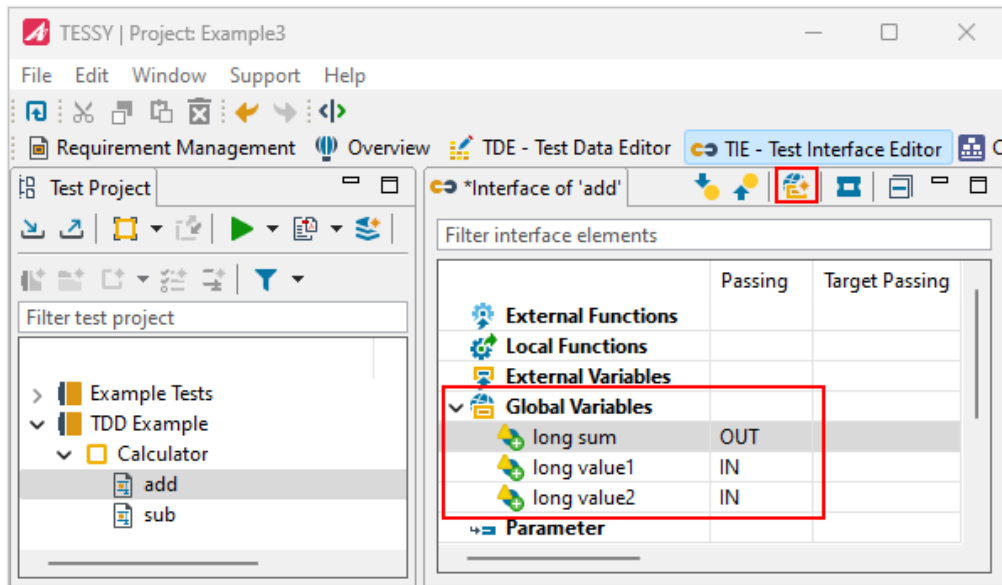 TESSY | Project: Example3
File Edit Window Support Help
Requirement Management Overview TDE - Test Data Editor TIE - Test Interface Editor
Test Project
*Interface of 'add'
Filter interface elements
Passing Target Passing
Filter test project
External Functions
Local Functions
External Variables
Example Tests
Global Variables
TDD Example
long sum OUT
Calculator
long value1 IN
add
long value2 IN
sub
Parameter